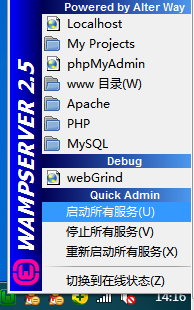 Powered by Alter Way
Localhost
My Projects
phpMyAdmin
www 目录(W)
Apache
PHP
MySQL
Debug
webGrind
Quick Admin
启动所有服务(U)
停止所有服务(V)
重新启动所有服务(X)
切换到在线状态(Z)
WAMPSERVER 2.5
14:16